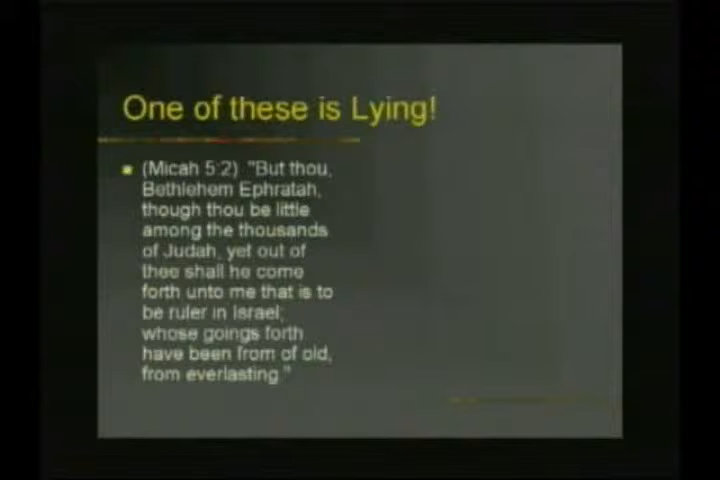 One of these is Lying!
(Micah 5:2) "But thou,
Bethlehem Ephratah,
though thou be little
among the thousands
of Judah, yet out of
thee shall he come
forth unto me that is to
be ruler in Israel;
whose goings forth
have been from of old,
from everlasting."